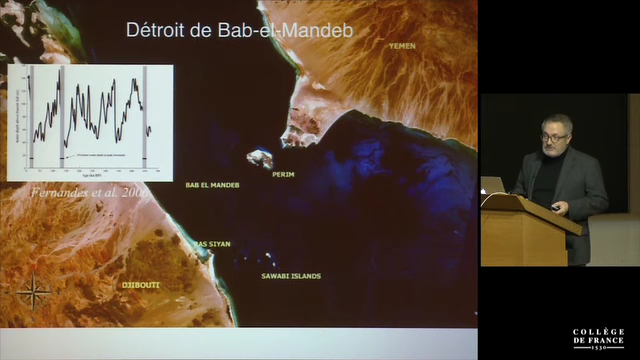 Détroit de Bab-el-Mandeb
YEMEN
Fernandes et al. 2006
PERIM
BAB EL MANDEB
RAS SIYAN
SAWABI ISLANDS
DJIBOUTI
COLLÈGE
DE FRANCE
1530